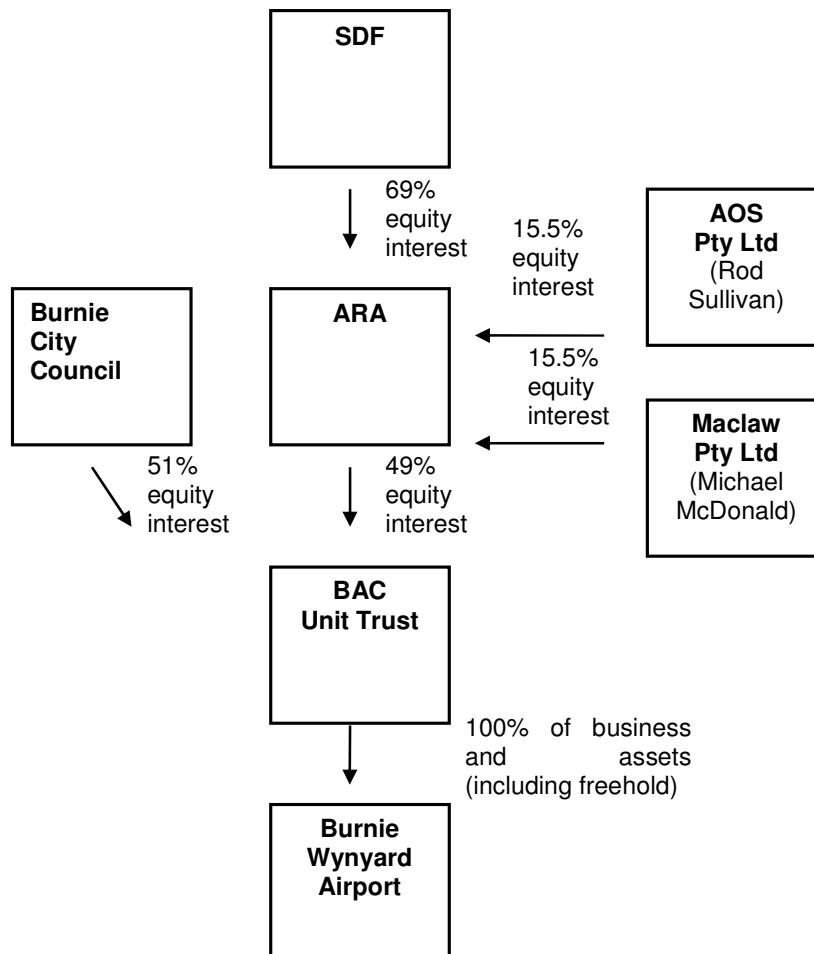 SDF
69%
equity
interest
15.5%
equity
interest
AOS
Pty Ltd
(Rod
Sullivan)
Burnie
City
Council
ARA
15.5%
equity
interest
Maclaw
Pty Ltd
(Michael
McDonald)
51%
equity
interest
49%
equity
interest
BAC
Unit Trust
100% of business
and assets
(including freehold)
Burnie
Wynyard
Airport